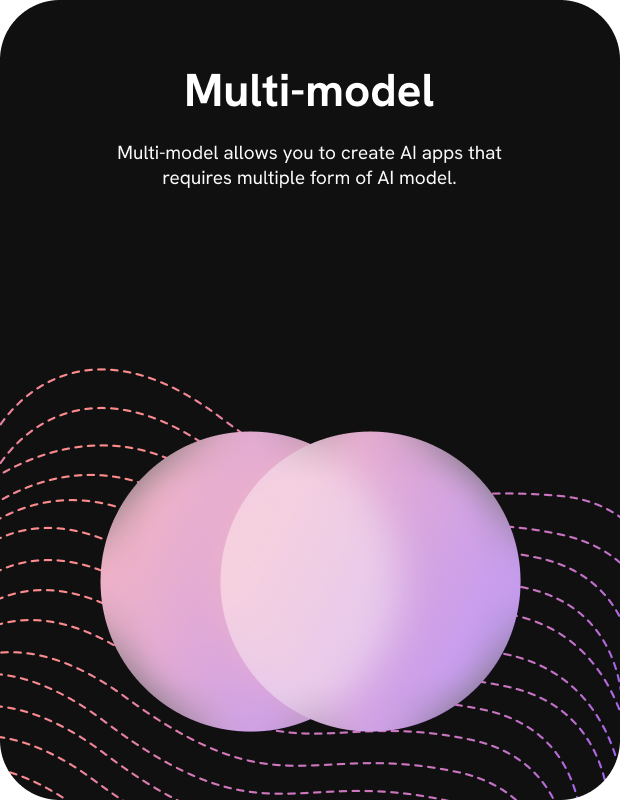 Multi-model
Multi-model allows you to create AI apps that
requires multiple form of AI model.